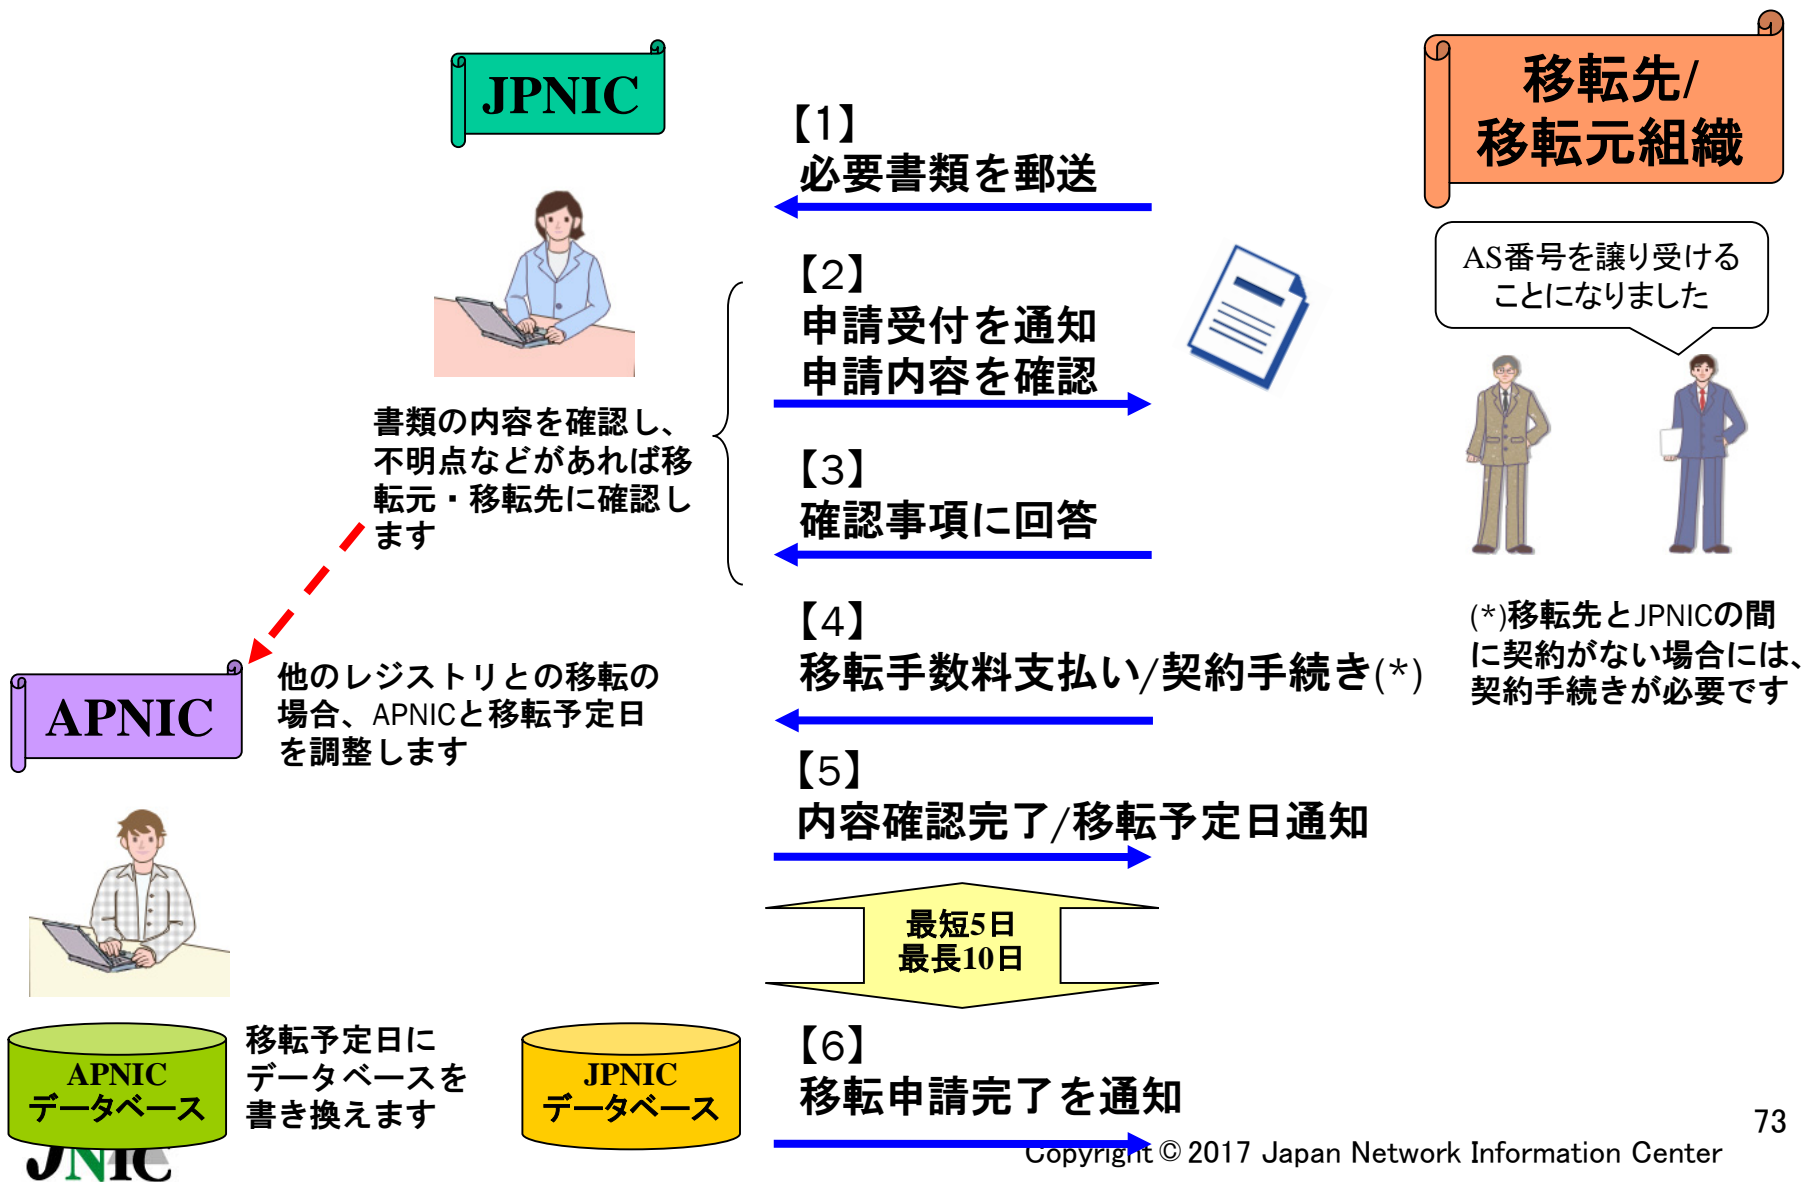 JPNIC
移転先/
移転元組織
【1】
必要書類を郵送
AS番号を譲り受ける
ことになりました
【2】
申請受付を通知
申請内容を確認
書類の内容を確認し、
不明点などがあれば移
転元・移転先に確認し
ます
【3】
確認事項に回答
【4】
移転手数料支払い/契約手続き(*)
(*)移転先とJPNICの間
に契約がない場合には、
契約手続きが必要です
APNIC
他のレジストリとの移転の
場合、APNICと移転予定日
を調整します
【5】
内容確認完了/移転予定日通知
最短5日
最長10日
APNIC
データベース
移転予定日に
データベースを
書き換えます
JPNIC
データベース
【6】
移転申請完了を通知
73
Copyright © 2017 Japan Network Information Center
JNIC